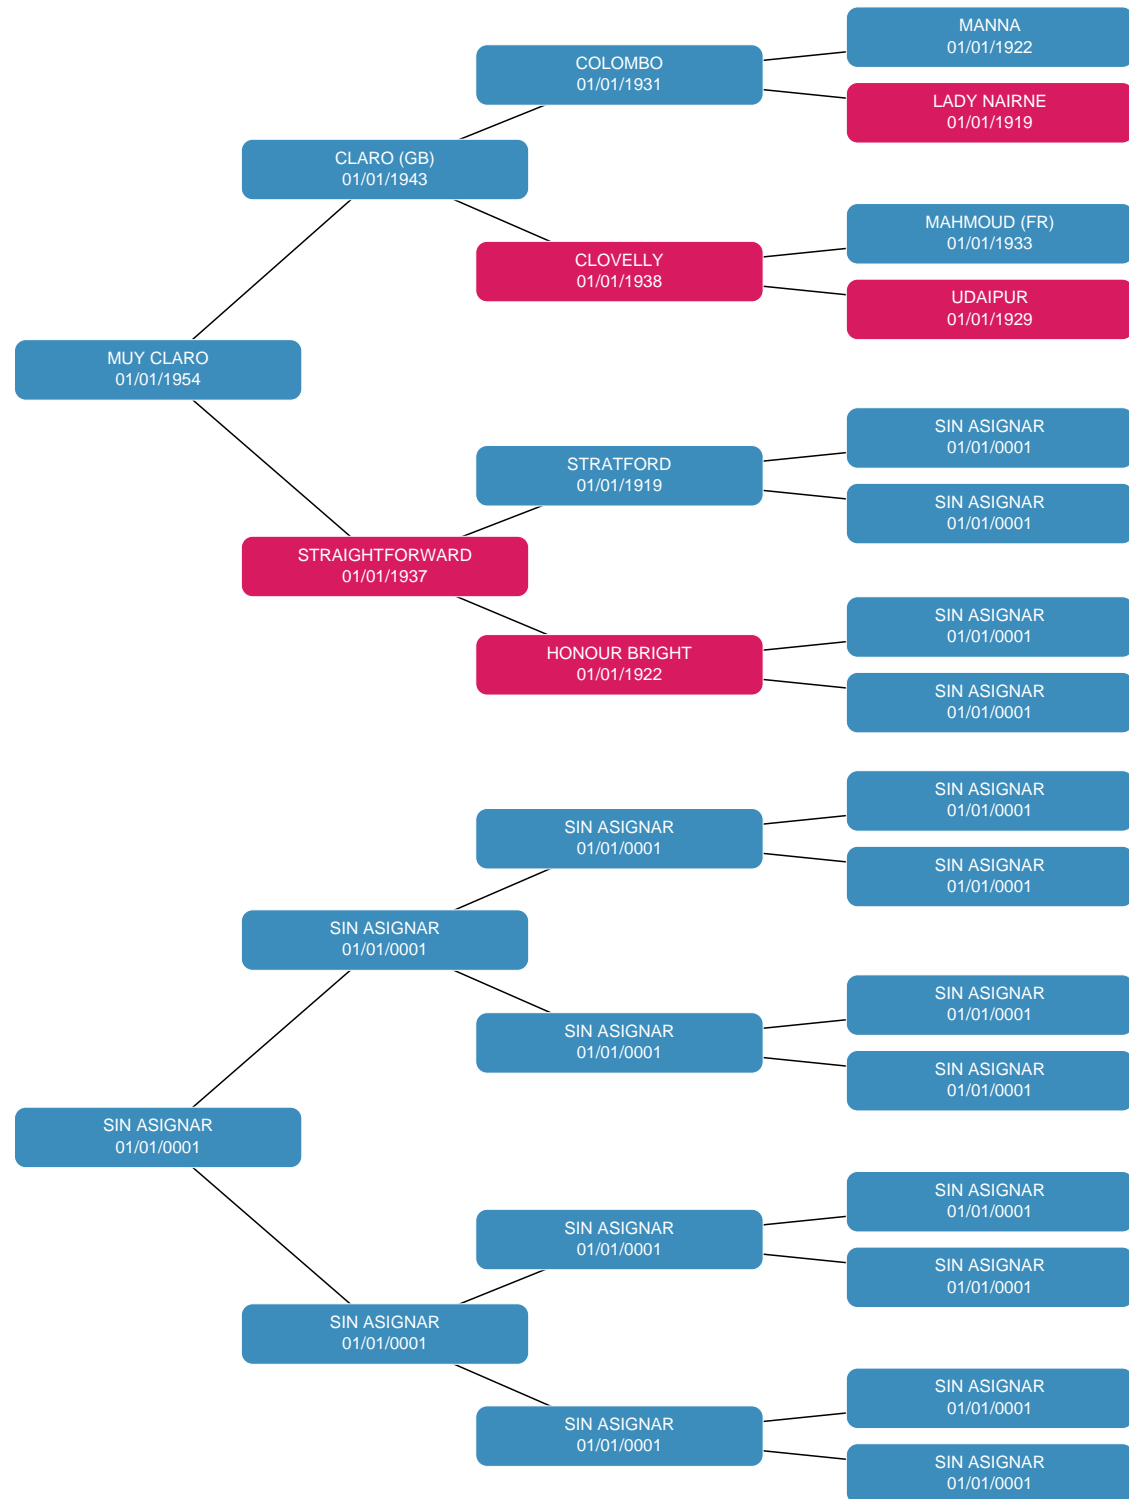 MANNA
01/01/1922
COLOMBO
01/01/1931
LADY NAIRNE
01/01/1919
CLARO (GB)
01/01/1943
MAHMOUD (FR)
01/01/1933
CLOVELLY
01/01/1938
UDAIPUR
01/01/1929
MUY CLARO
01/01/1954
SIN ASIGNAR
01/01/0001
STRATFORD
01/01/1919
SIN ASIGNAR
01/01/0001
STRAIGHTFORWARD
01/01/1937
SIN ASIGNAR
01/01/0001
HONOUR BRIGHT
01/01/1922
SIN ASIGNAR
01/01/0001
SIN ASIGNAR
01/01/0001
SIN ASIGNAR
01/01/0001
SIN ASIGNAR
01/01/0001
SIN ASIGNAR
01/01/0001
SIN ASIGNAR
01/01/0001
SIN ASIGNAR
01/01/0001
SIN ASIGNAR
01/01/0001
SIN ASIGNAR
01/01/0001
SIN ASIGNAR
01/01/0001
SIN ASIGNAR
01/01/0001
SIN ASIGNAR
01/01/0001
SIN ASIGNAR
01/01/0001
SIN ASIGNAR
01/01/0001
SIN ASIGNAR
01/01/0001
SIN ASIGNAR
01/01/0001